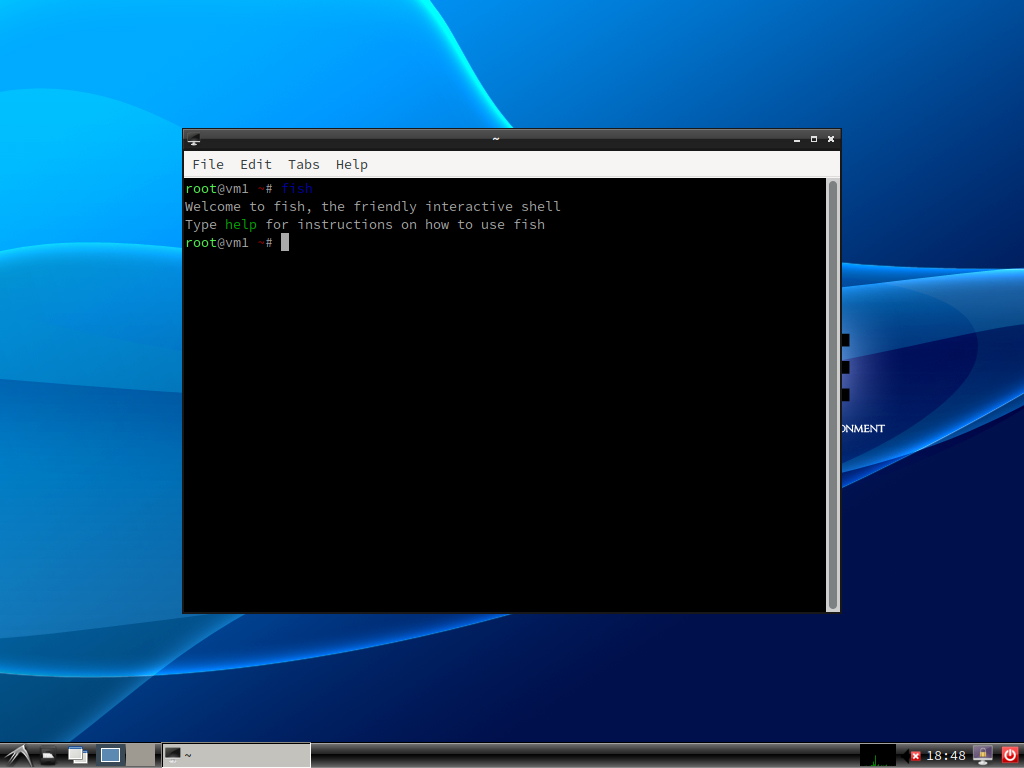 ~
File Edit Tabs Help
root@vm1 ~# fish
Welcome to fish, the friendly interactive shell
Type help for instructions on how to use fish
root@vm1 ~#
~
18:48